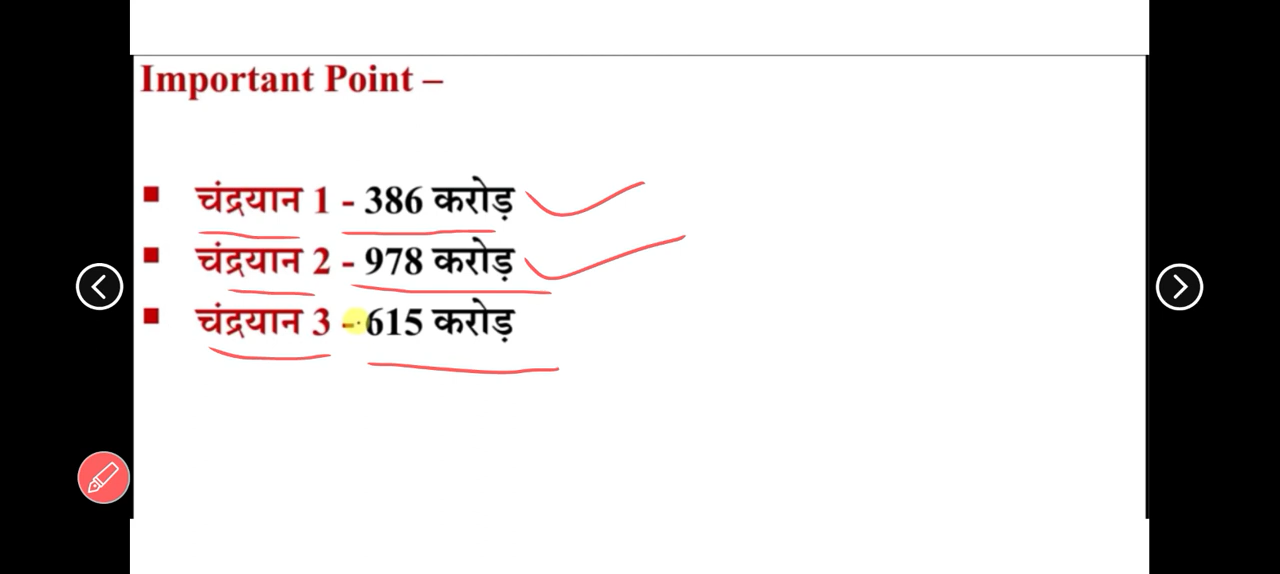 Important Point –
▪ चंद्रयान 1 - 386 करोड़
▪ चंद्रयान 2 - 978 करोड़
▪ चंद्रयान 3 - 615 करोड़